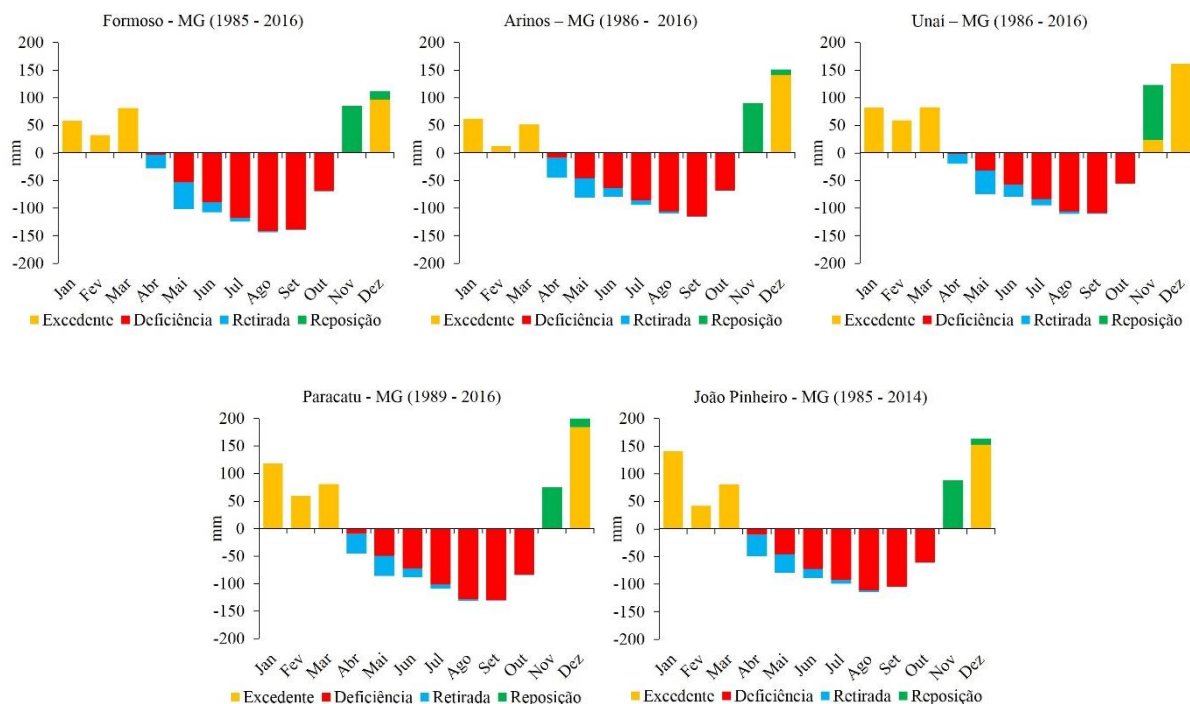 Formoso - MG (1985 - 2016)
200
150
100
50
0
-50
-100
-150
-200
mm
Jan Fev Mar Abr Mai Jun Jul Ago Set Out Nov Dez
Excedente Deficiência Retirada Reposição
Arinos – MG (1986 - 2016)
200
150
100
50
0
-50
-100
-150
-200
mm
Jan Fev Mar Abr Mai Jun Jul Ago Set Out Nov Dez
Excedente Deficiência Retirada Reposição
Unaí – MG (1986 - 2016)
200
150
100
50
0
-50
-100
-150
-200
mm
Jan Fev Mar Abr Mai Jun Jul Ago Set Out Nov Dez
Excedente Deficiência Retirada Reposição
Paracatu - MG (1989 - 2016)
200
150
100
50
0
-50
-100
-150
-200
mm
Jan Fev Mar Abr Mai Jun Jul Ago Set Out Nov Dez
Excedente Deficiência Retirada Reposição
João Pinheiro - MG (1985 - 2014)
200
150
100
50
0
-50
-100
-150
-200
mm
Jan Fev Mar Abr Mai Jun Jul Ago Set Out Nov Dez
Excedente Deficiência Retirada Reposição